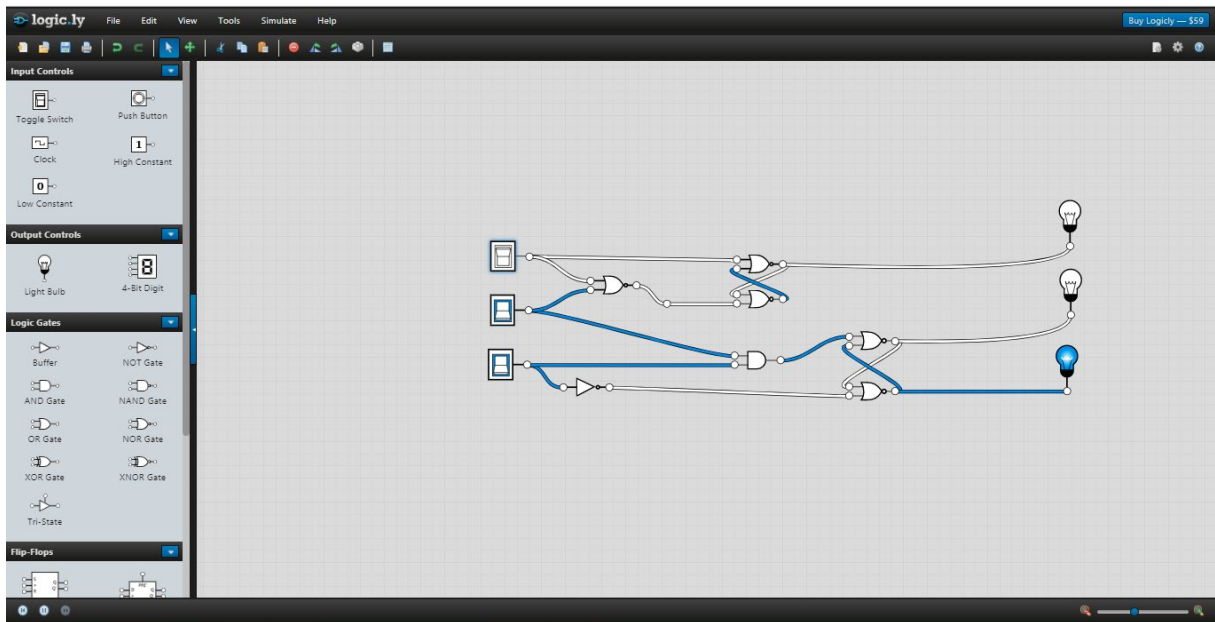 logic.ly File Edit View Tools Simulate Help Buy Logicly — $59
Input Controls
Toggle Switch Push Button
Clock 1 High Constant
0 Low Constant
Output Controls
Light Bulb 8 4-Bit Digit
Logic Gates
Buffer NOT Gate
AND Gate NAND Gate
OR Gate NOR Gate
XOR Gate XNOR Gate
Tri-State
Flip-Flops